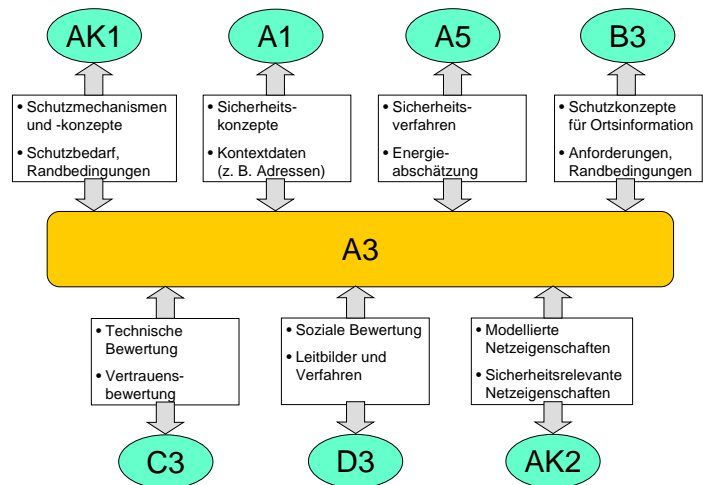 AK1
A1
A5
B3
• Schutzmechanismen
und -konzepte
• Schutzbedarf,
Randbedingungen
• Sicherheits-
konzepte
• Kontextdaten
(z. B. Adressen)
• Sicherheits-
verfahren
• Energie-
abschätzung
• Schutzkonzepte
für Ortsinformation
• Anforderungen,
Randbedingungen
A3
• Technische
Bewertung
• Vertrauens-
bewertung
• Soziale Bewertung
• Leitbilder und
Verfahren
• Modellierte
Netzeigenschaften
• Sicherheitsrelevante
Netzeigenschaften
C3
D3
AK2